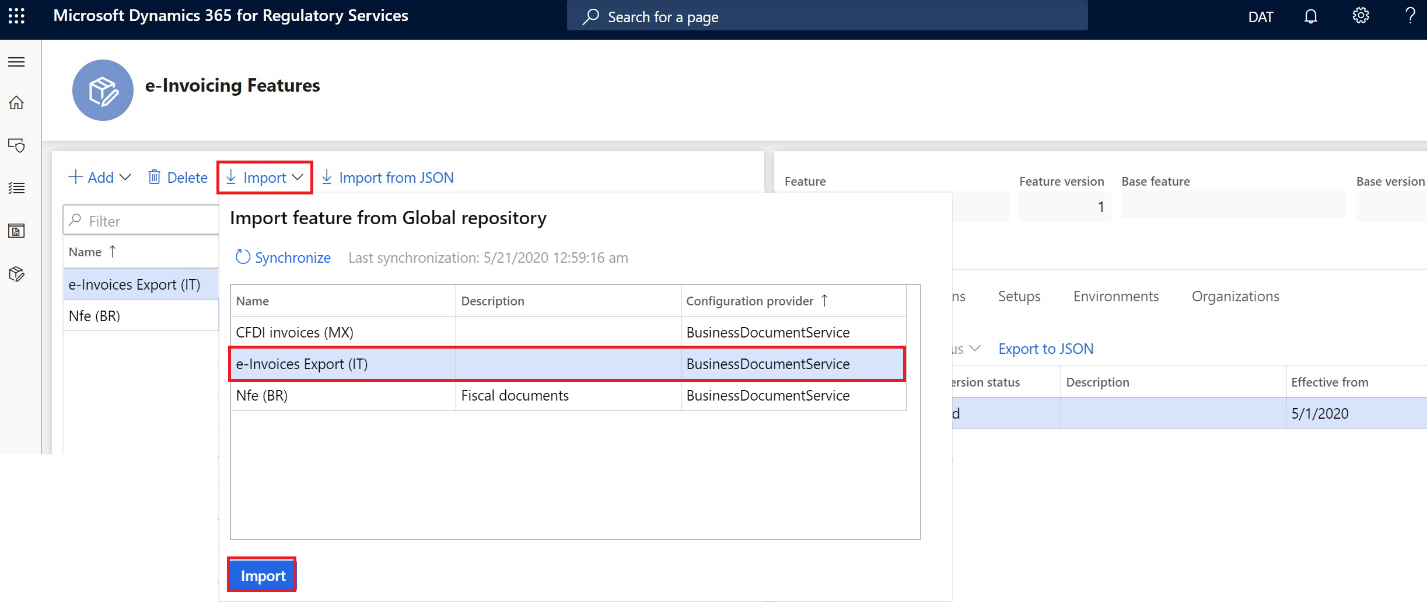 Microsoft Dynamics 365 for Regulatory Services
Search for a page
DAT
?
e-Invoicing Features
Add
Delete
Import
Import from JSON
Filter
Name ↑
e-Invoices Export (IT)
Nfe (BR)
Import feature from Global repository
Synchronize
Last synchronization: 5/21/2020 12:59:16 am
Name Description Configuration provider ↑
CFDI invoices (MX) BusinessDocumentService
e-Invoices Export (IT) BusinessDocumentService
Nfe (BR) Fiscal documents BusinessDocumentService
Import
Feature Feature version Base feature Base version
1
ns Setups Environments Organizations
us Export to JSON
ersion status Description Effective from
d 5/1/2020